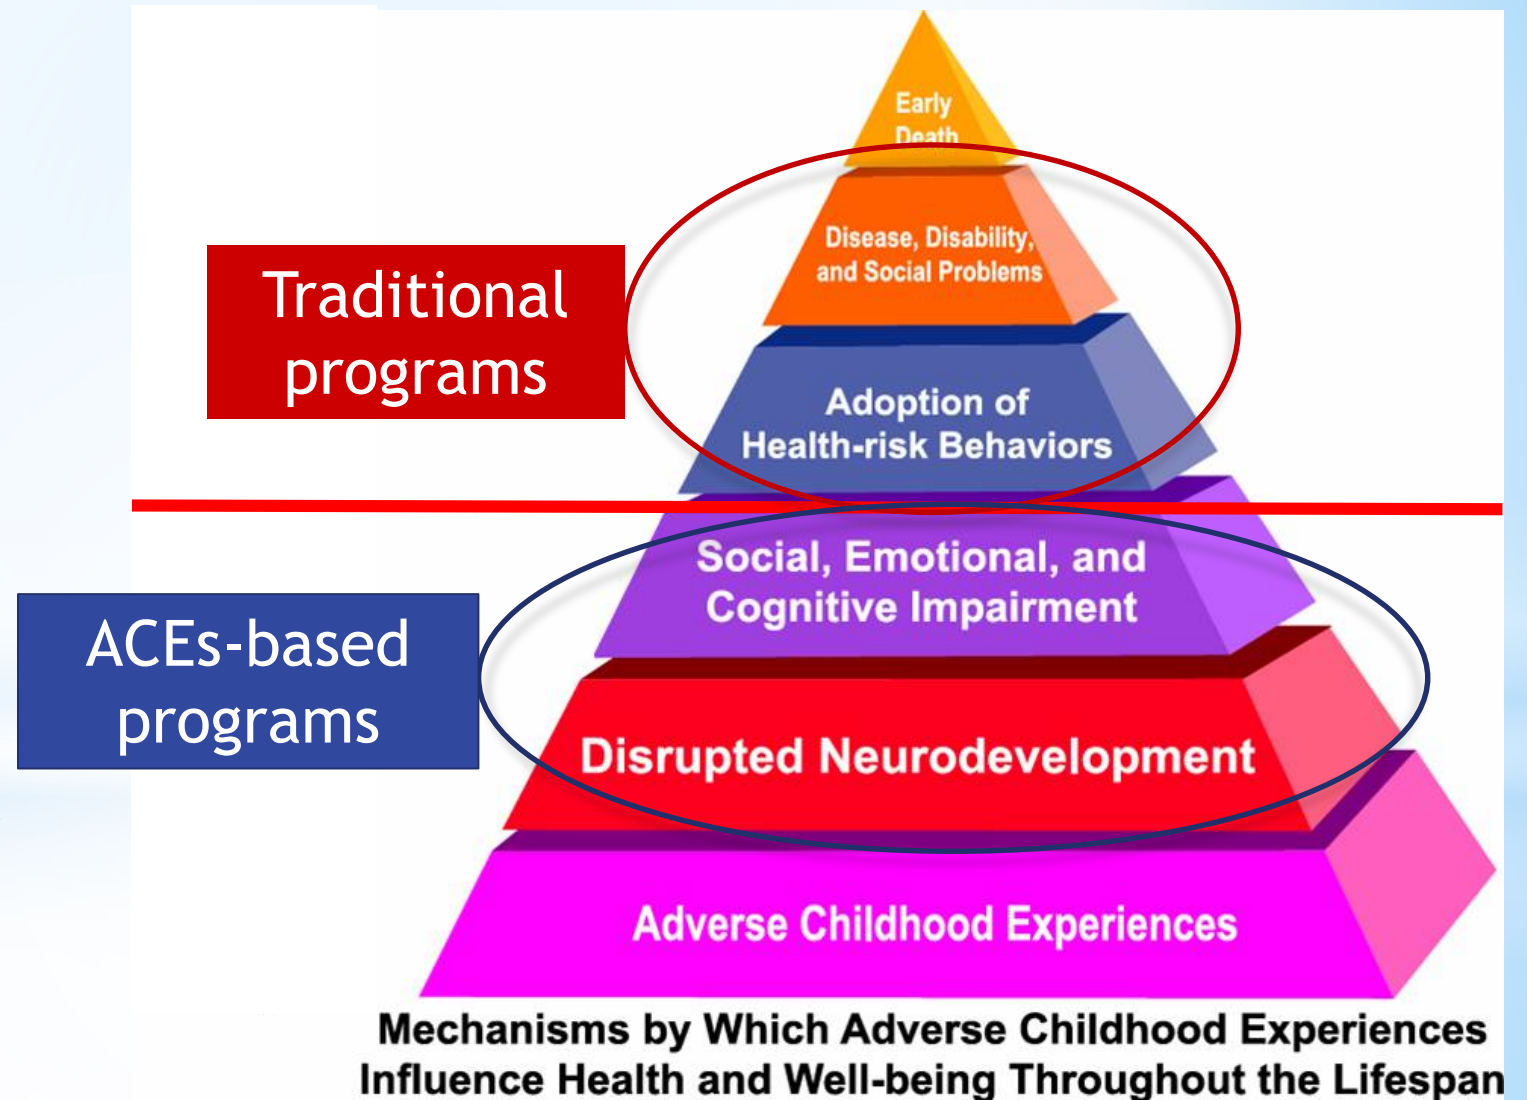 Early
Death
Disease, Disability,
and Social Problems
Traditional
programs
Adoption of
Health-risk Behaviors
Social, Emotional, and
Cognitive Impairment
ACEs-based
programs
Disrupted Neurodevelopment
Adverse Childhood Experiences
Mechanisms by Which Adverse Childhood Experiences
Influence Health and Well-being Throughout the Lifespan